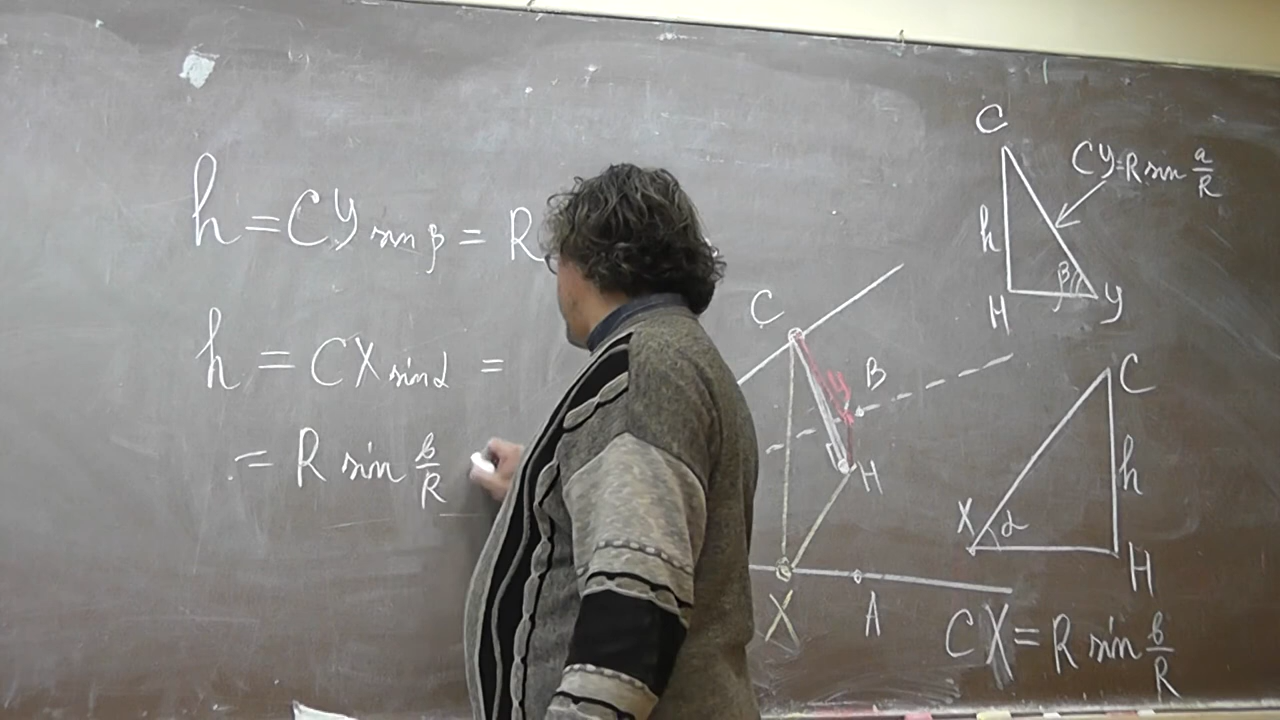 h = CY sin β = R
h = CX sin α =
= R sin b/R
C
CY = R sin a/R
h
β
H
Y
C
y
B
H
X
A
C
h
X
α
H
CX = R sin b/R